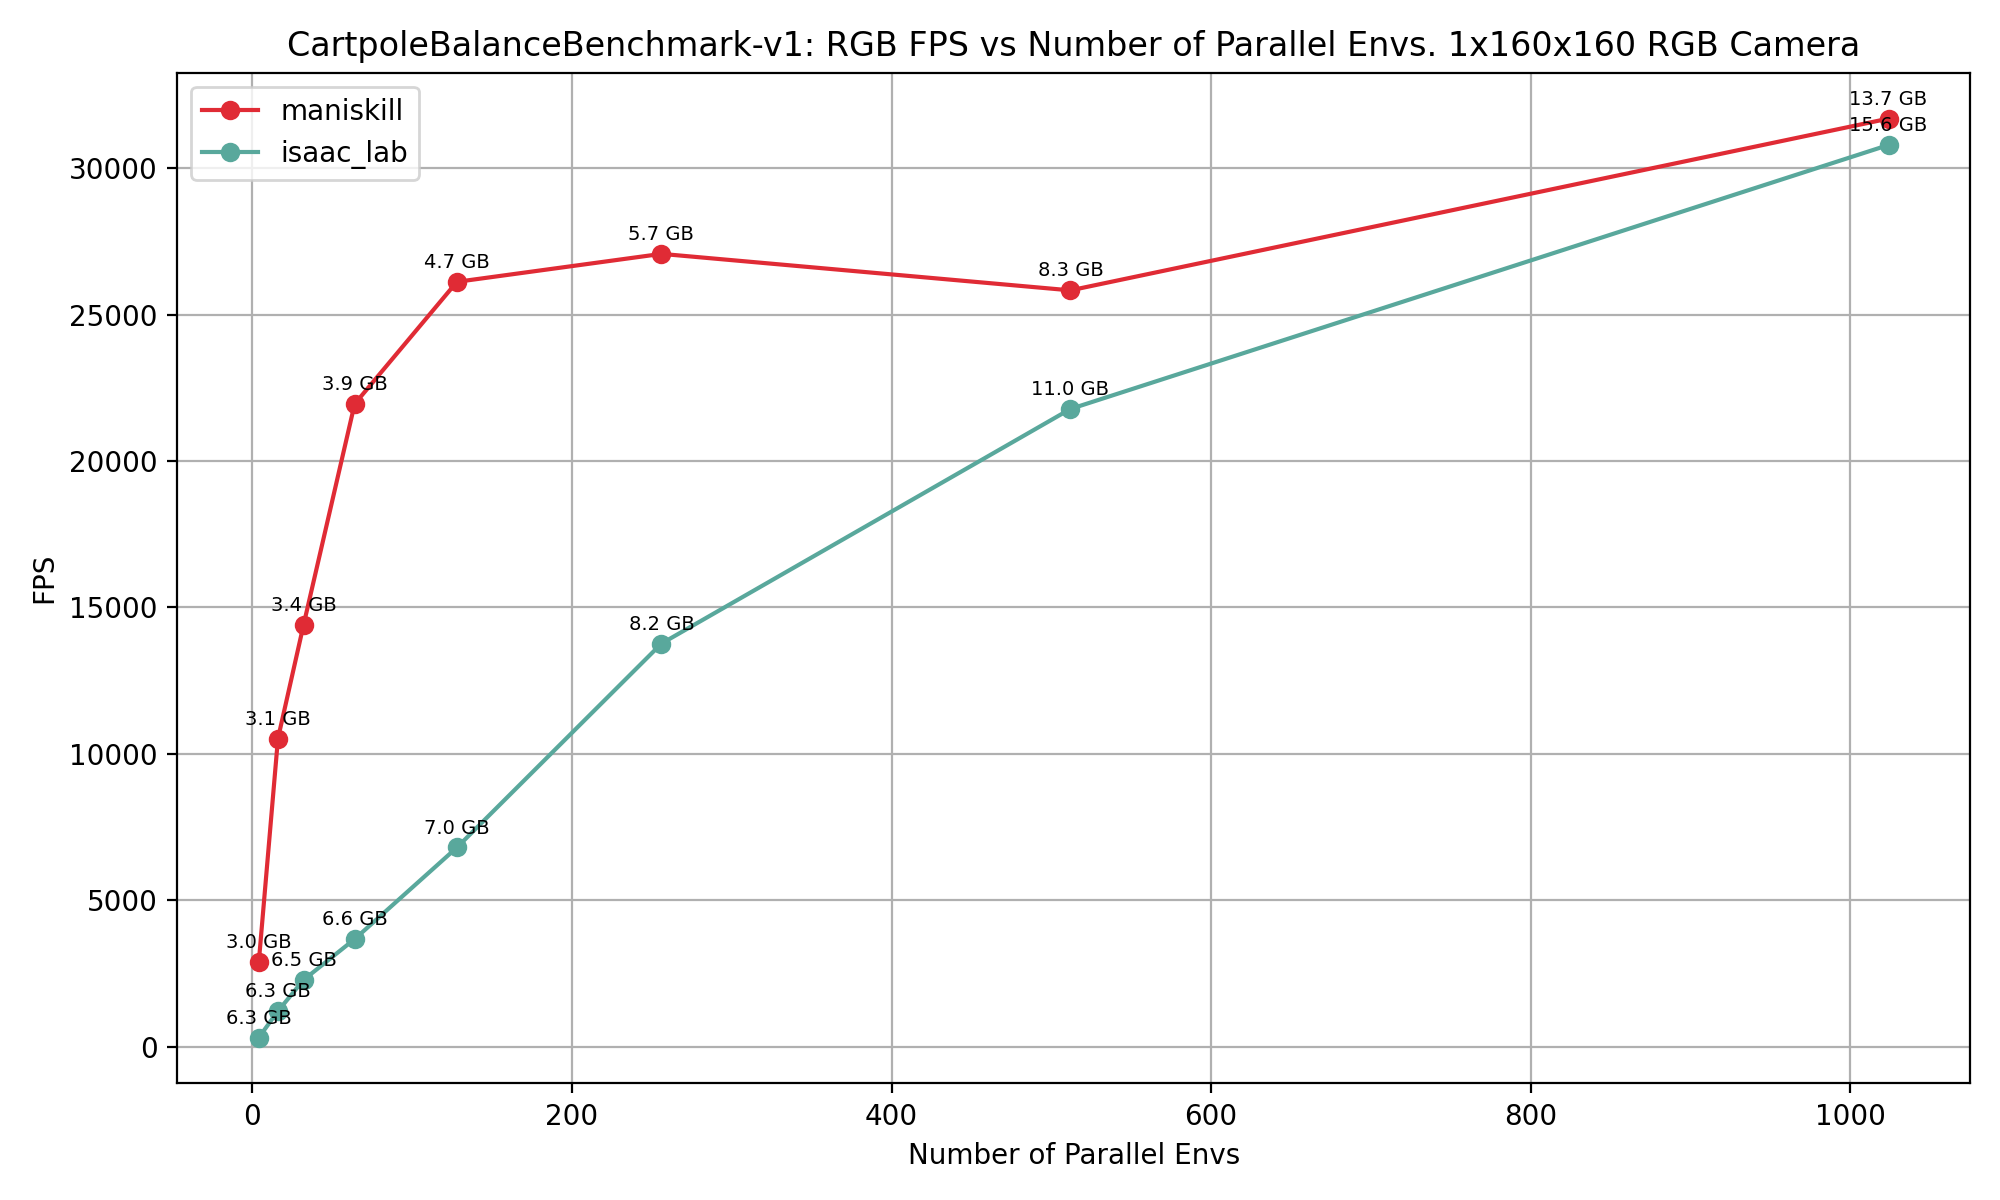 CartpoleBalanceBenchmark-v1: RGB FPS vs Number of Parallel Envs. 1x160x160 RGB Camera
maniskill
isaac_lab
13.7 GB
15.6 GB
30000
5.7 GB
4.7 GB
8.3 GB
25000
3.9 GB
11.0 GB
20000
FPS
15000
3.4 GB
8.2 GB
3.1 GB
10000
7.0 GB
5000
6.6 GB
3.0 GB
6.5 GB
6.3 GB
6.3 GB
0
0 200 400 600 800 1000
Number of Parallel Envs